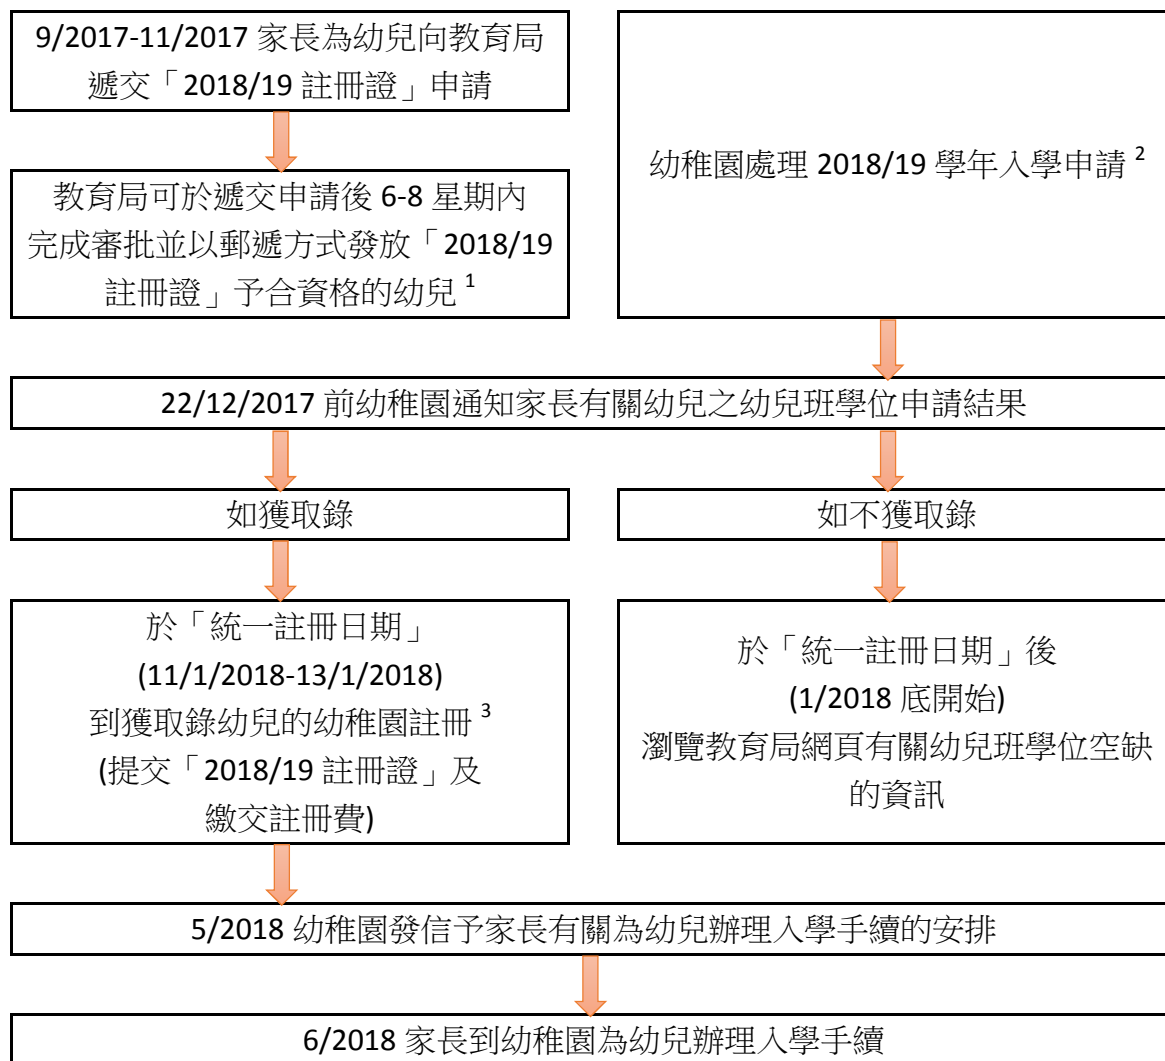 9/2017-11/2017 家長為幼兒向教育局
遞交「2018/19 註冊證」申請
教育局可於遞交申請後 6-8 星期內
完成審批並以郵遞方式發放「2018/19
註冊證」予合資格的幼兒 1
幼稚園處理 2018/19 學年入學申請 2
22/12/2017 前幼稚園通知家長有關幼兒之幼兒班學位申請結果
如獲取錄
如不獲取錄
於「統一註冊日期」
(11/1/2018-13/1/2018)
到獲取錄幼兒的幼稚園註冊 3
(提交「2018/19 註冊證」及
繳交註冊費)
於「統一註冊日期」後
(1/2018 底開始)
瀏覽教育局網頁有關幼兒班學位空缺
的資訊
5/2018 幼稚園發信予家長有關為幼兒辦理入學手續的安排
6/2018 家長到幼稚園為幼兒辦理入學手續